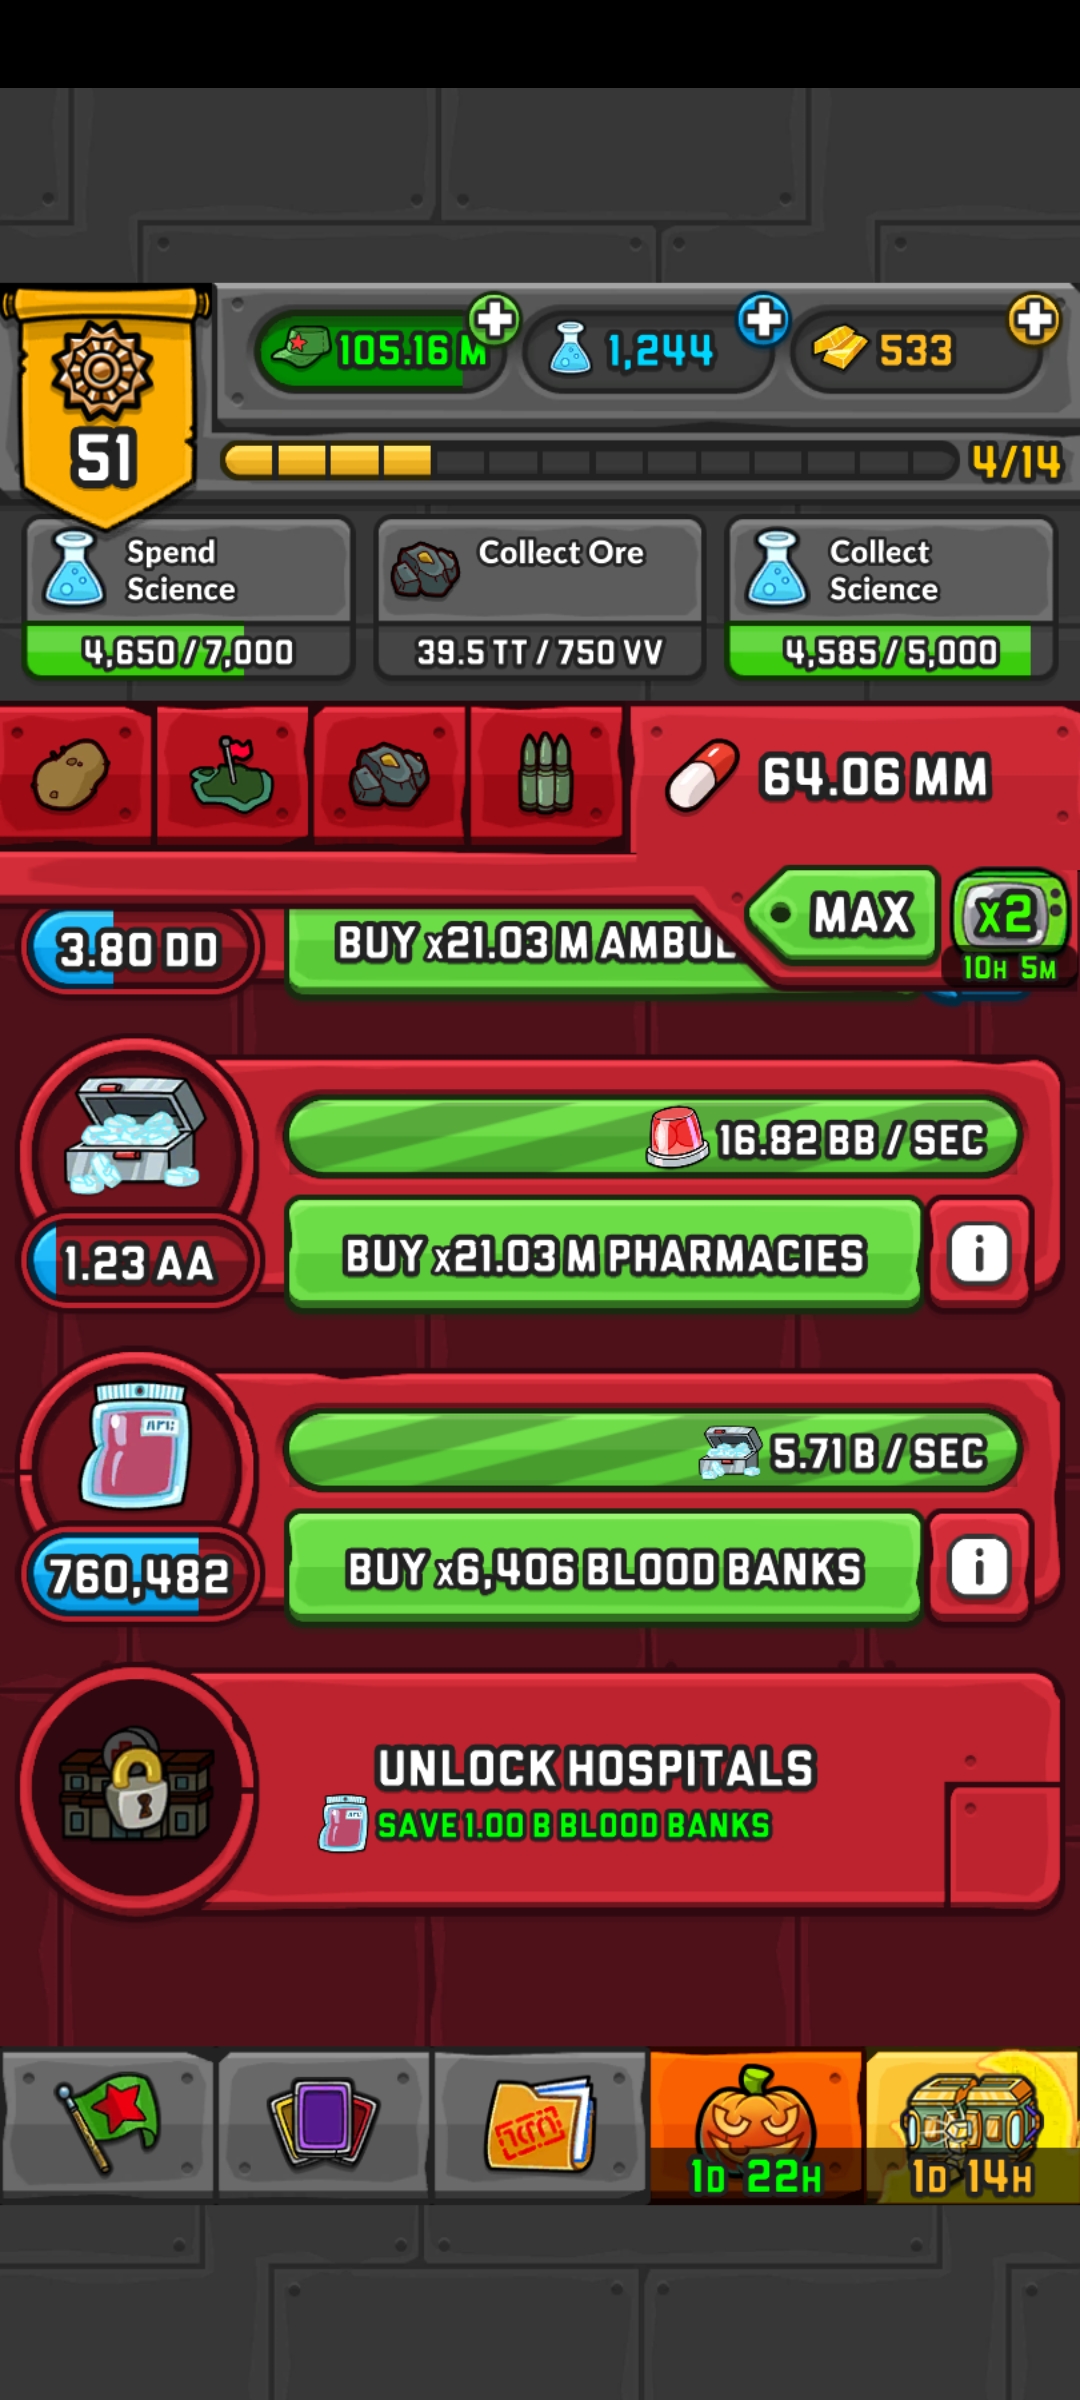 105.16 M
1,244
533
51
4/14
Spend
Science
4,650/7,000
Collect Ore
39.5 TT / 750 VV
Collect
Science
4,585/5,000
64.06 MM
MAX
x2
10H 5M
3.80 DD
BUY x21.03 M AMBUL
16.82 BB / SEC
1.23 AA
BUY x21.03 M PHARMACIES
i
5.71 B / SEC
760,482
BUY x6,406 BLOOD BANKS
i
UNLOCK HOSPITALS
SAVE 1.00 B BLOOD BANKS
1D 22H
1D 14H